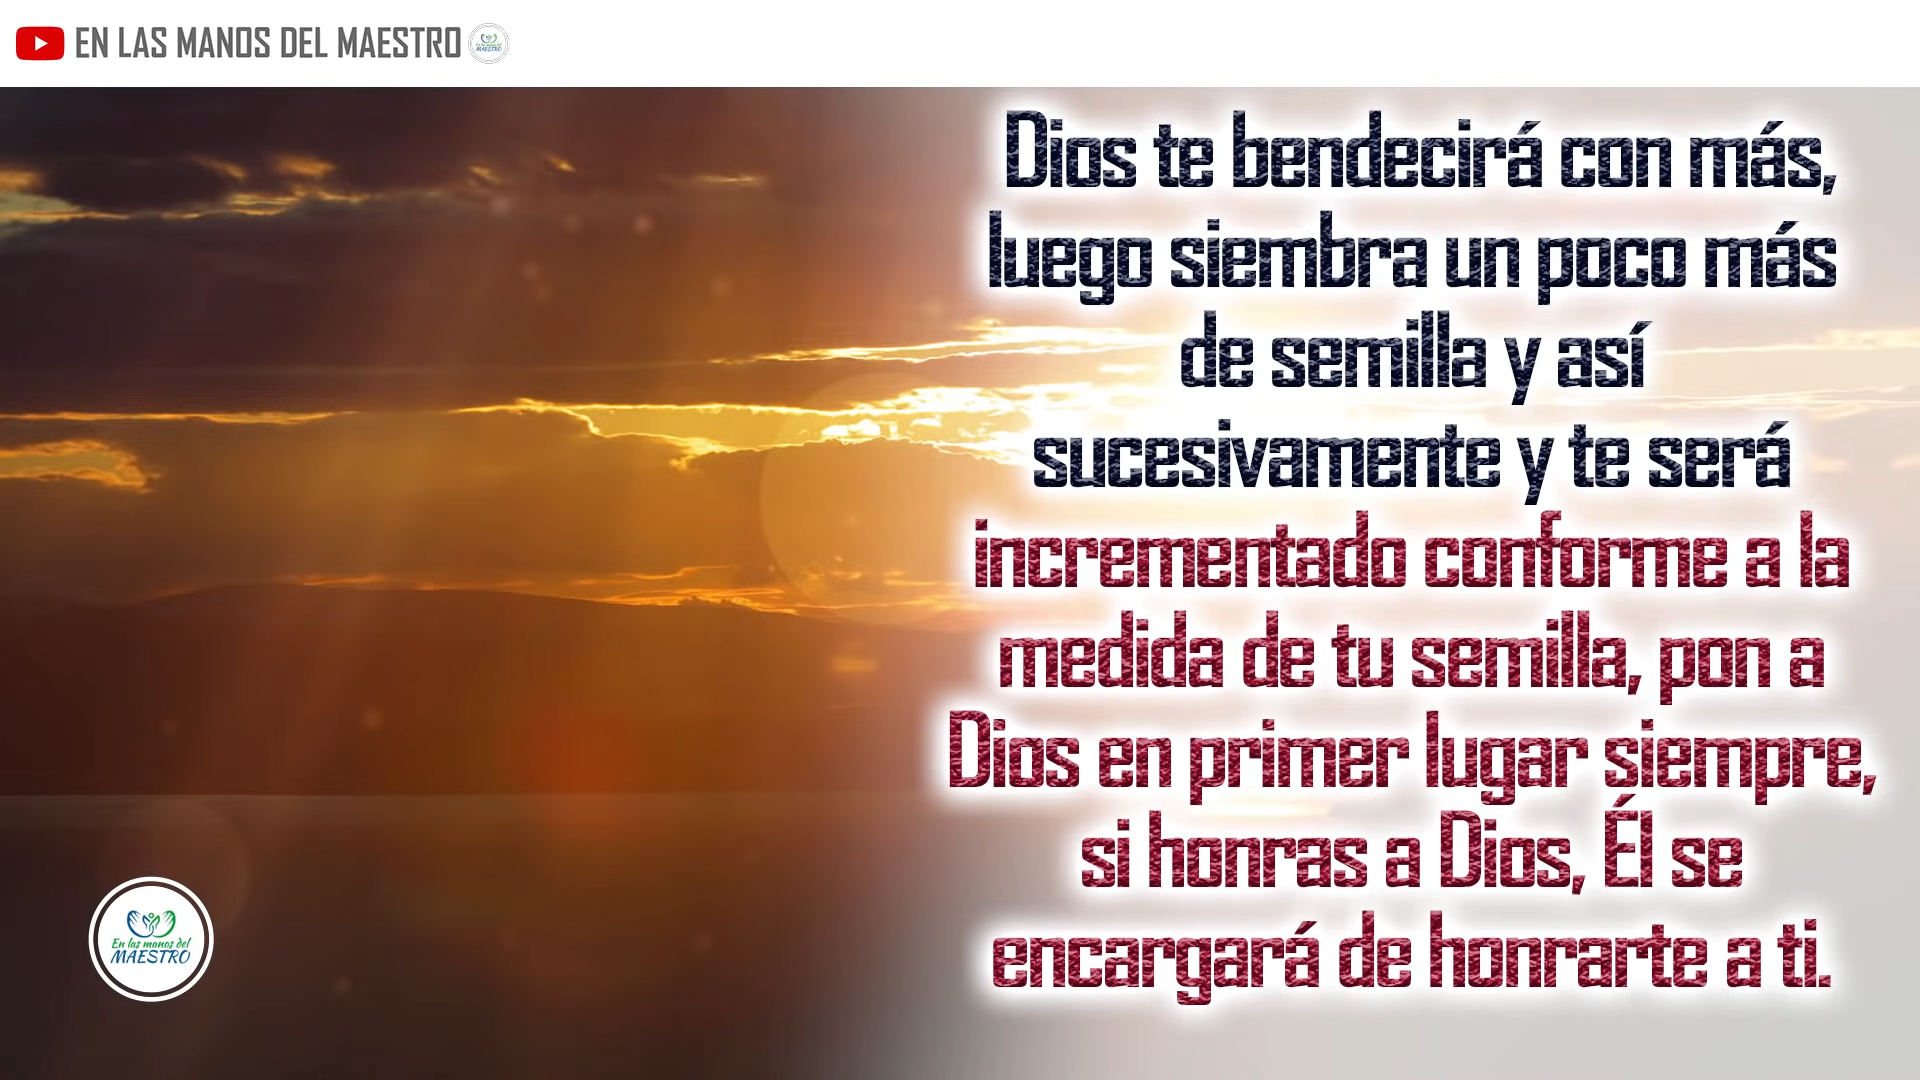 EN LAS MANOS DEL MAESTRO
Dios te bendecirá con más,
luego siembra un poco más
de semilla y así
sucesivamente y te será
incrementado conforme a la
medida de tu semilla, pon a
Dios en primer lugar siempre,
si honras a Dios, Él se
encargará de honrarte a ti.
En las manos del
MAESTRO